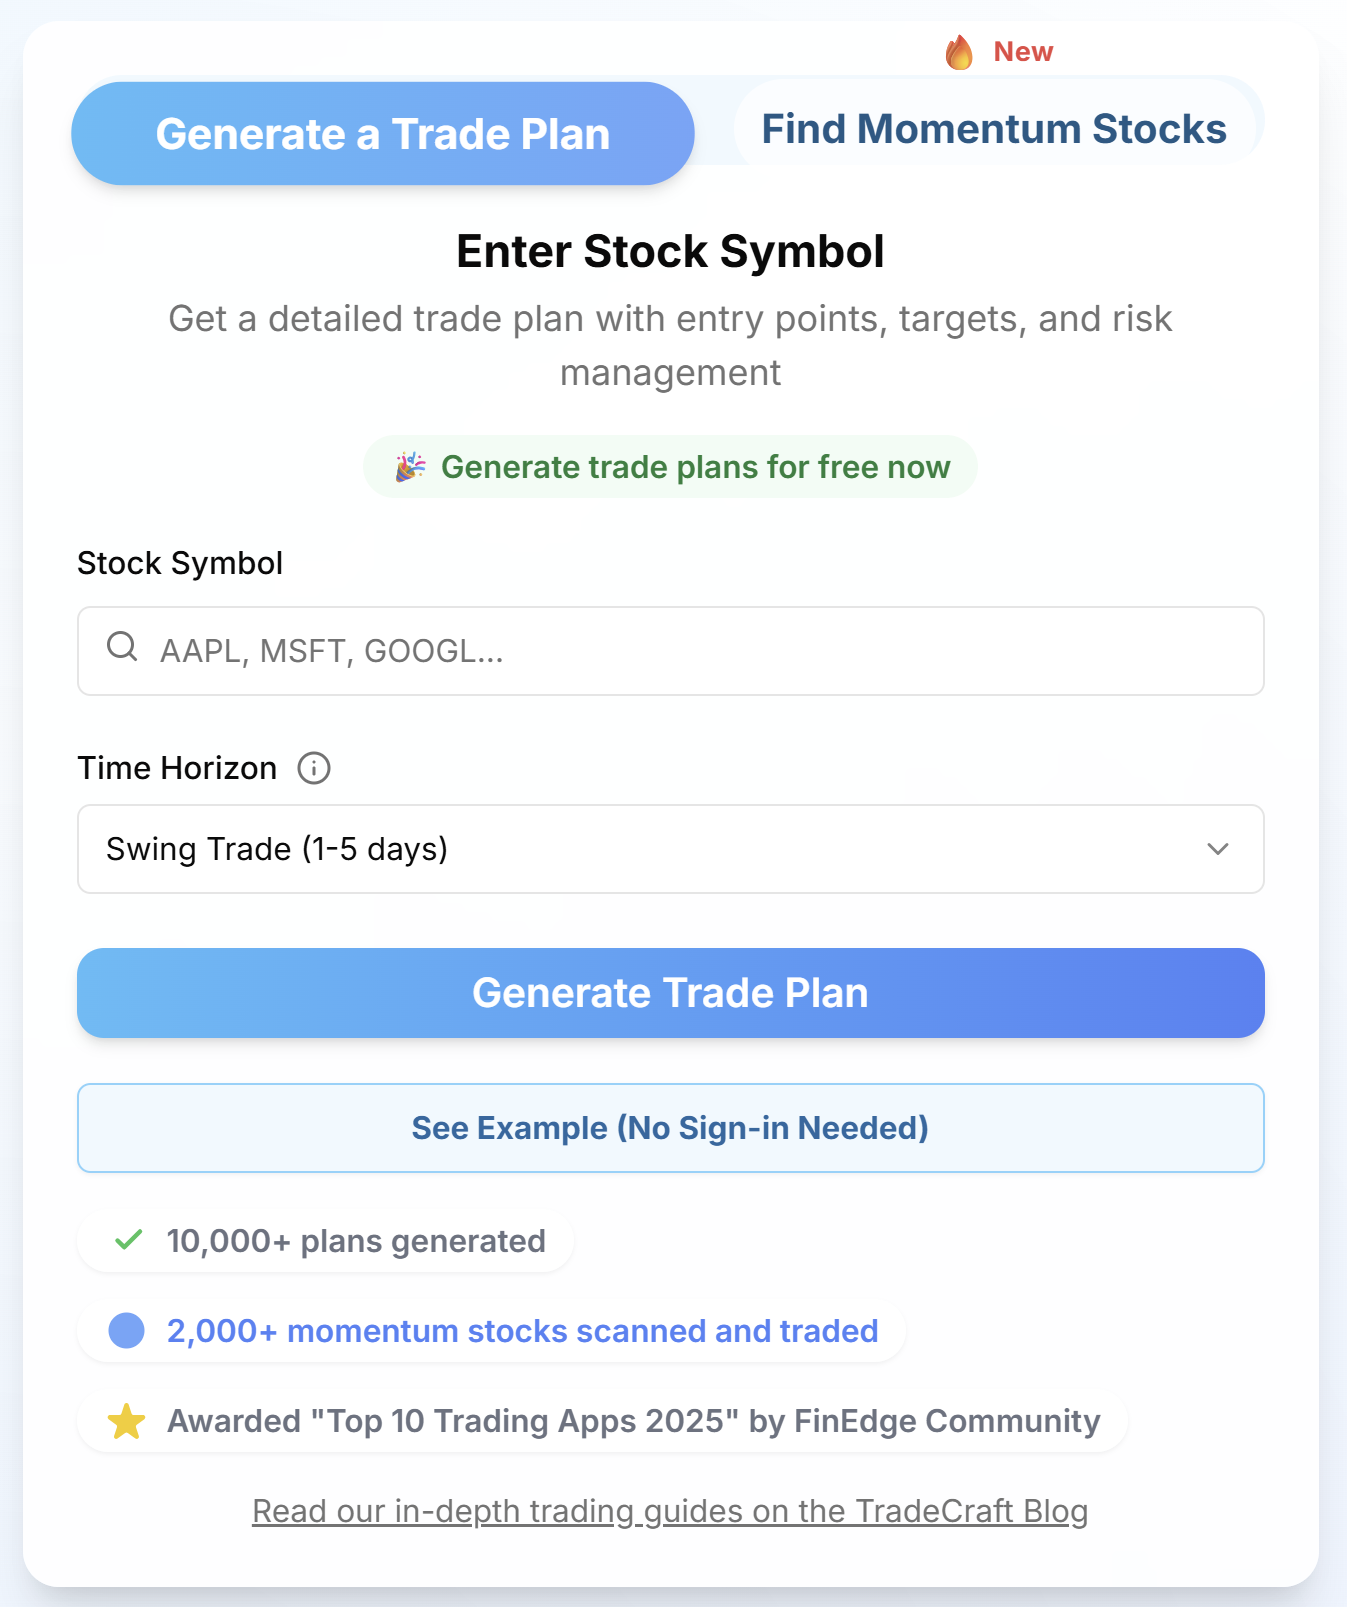 New
Generate a Trade Plan
Find Momentum Stocks
Enter Stock Symbol
Get a detailed trade plan with entry points, targets, and risk
management
Generate trade plans for free now
Stock Symbol
AAPL, MSFT, GOOGL...
Time Horizon
Swing Trade (1-5 days)
Generate Trade Plan
See Example (No Sign-in Needed)
10,000+ plans generated
2,000+ momentum stocks scanned and traded
Awarded "Top 10 Trading Apps 2025" by FinEdge Community
Read our in-depth trading guides on the TradeCraft Blog